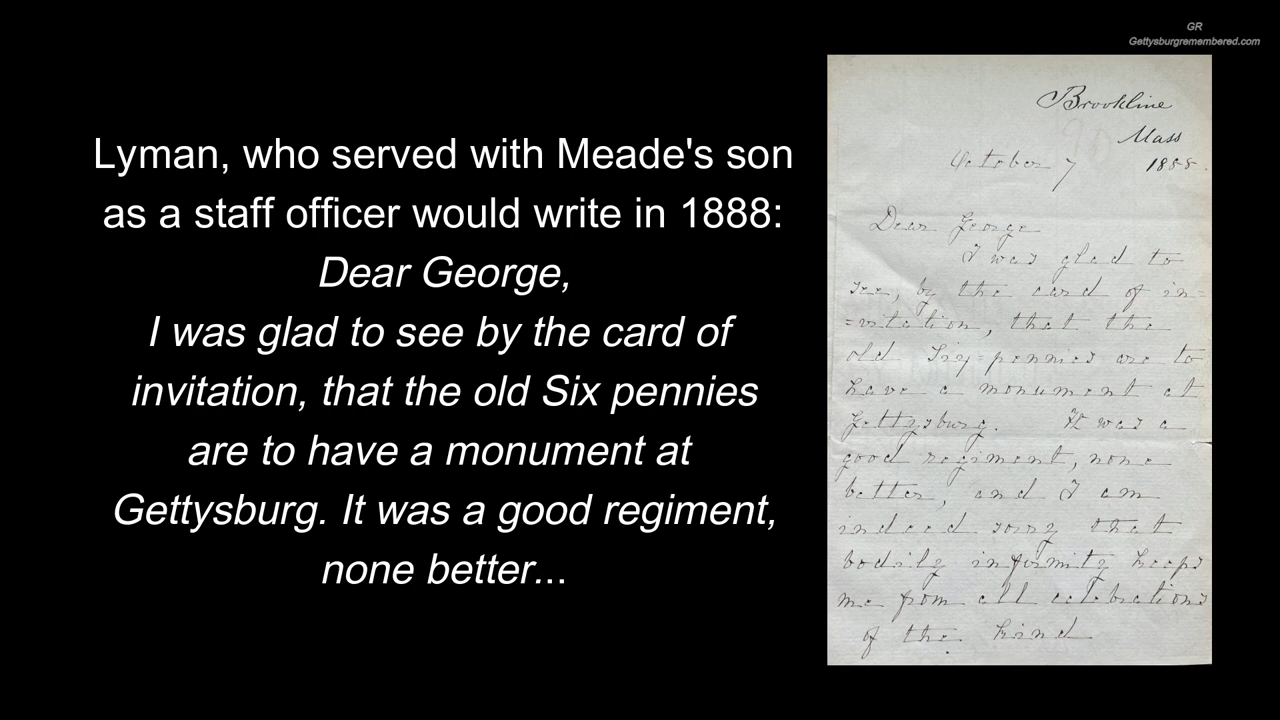 GR
Gettysburgremembered.com
Lyman, who served with Meade's son
as a staff officer would write in 1888:
Dear George,
I was glad to see by the card of
invitation, that the old Six pennies
are to have a monument at
Gettysburg. It was a good regiment,
none better...
Brookline
Mass
October 7 1888.
Dear George
I was glad to
see, by the card of in=
=vitation, that the
old Six=pennies are to
have a monument at
Gettysburg. It was a
good regiment, none
better, and I am
indeed sorry that
bodily infirmity keeps
me from all celebrations
of the kind